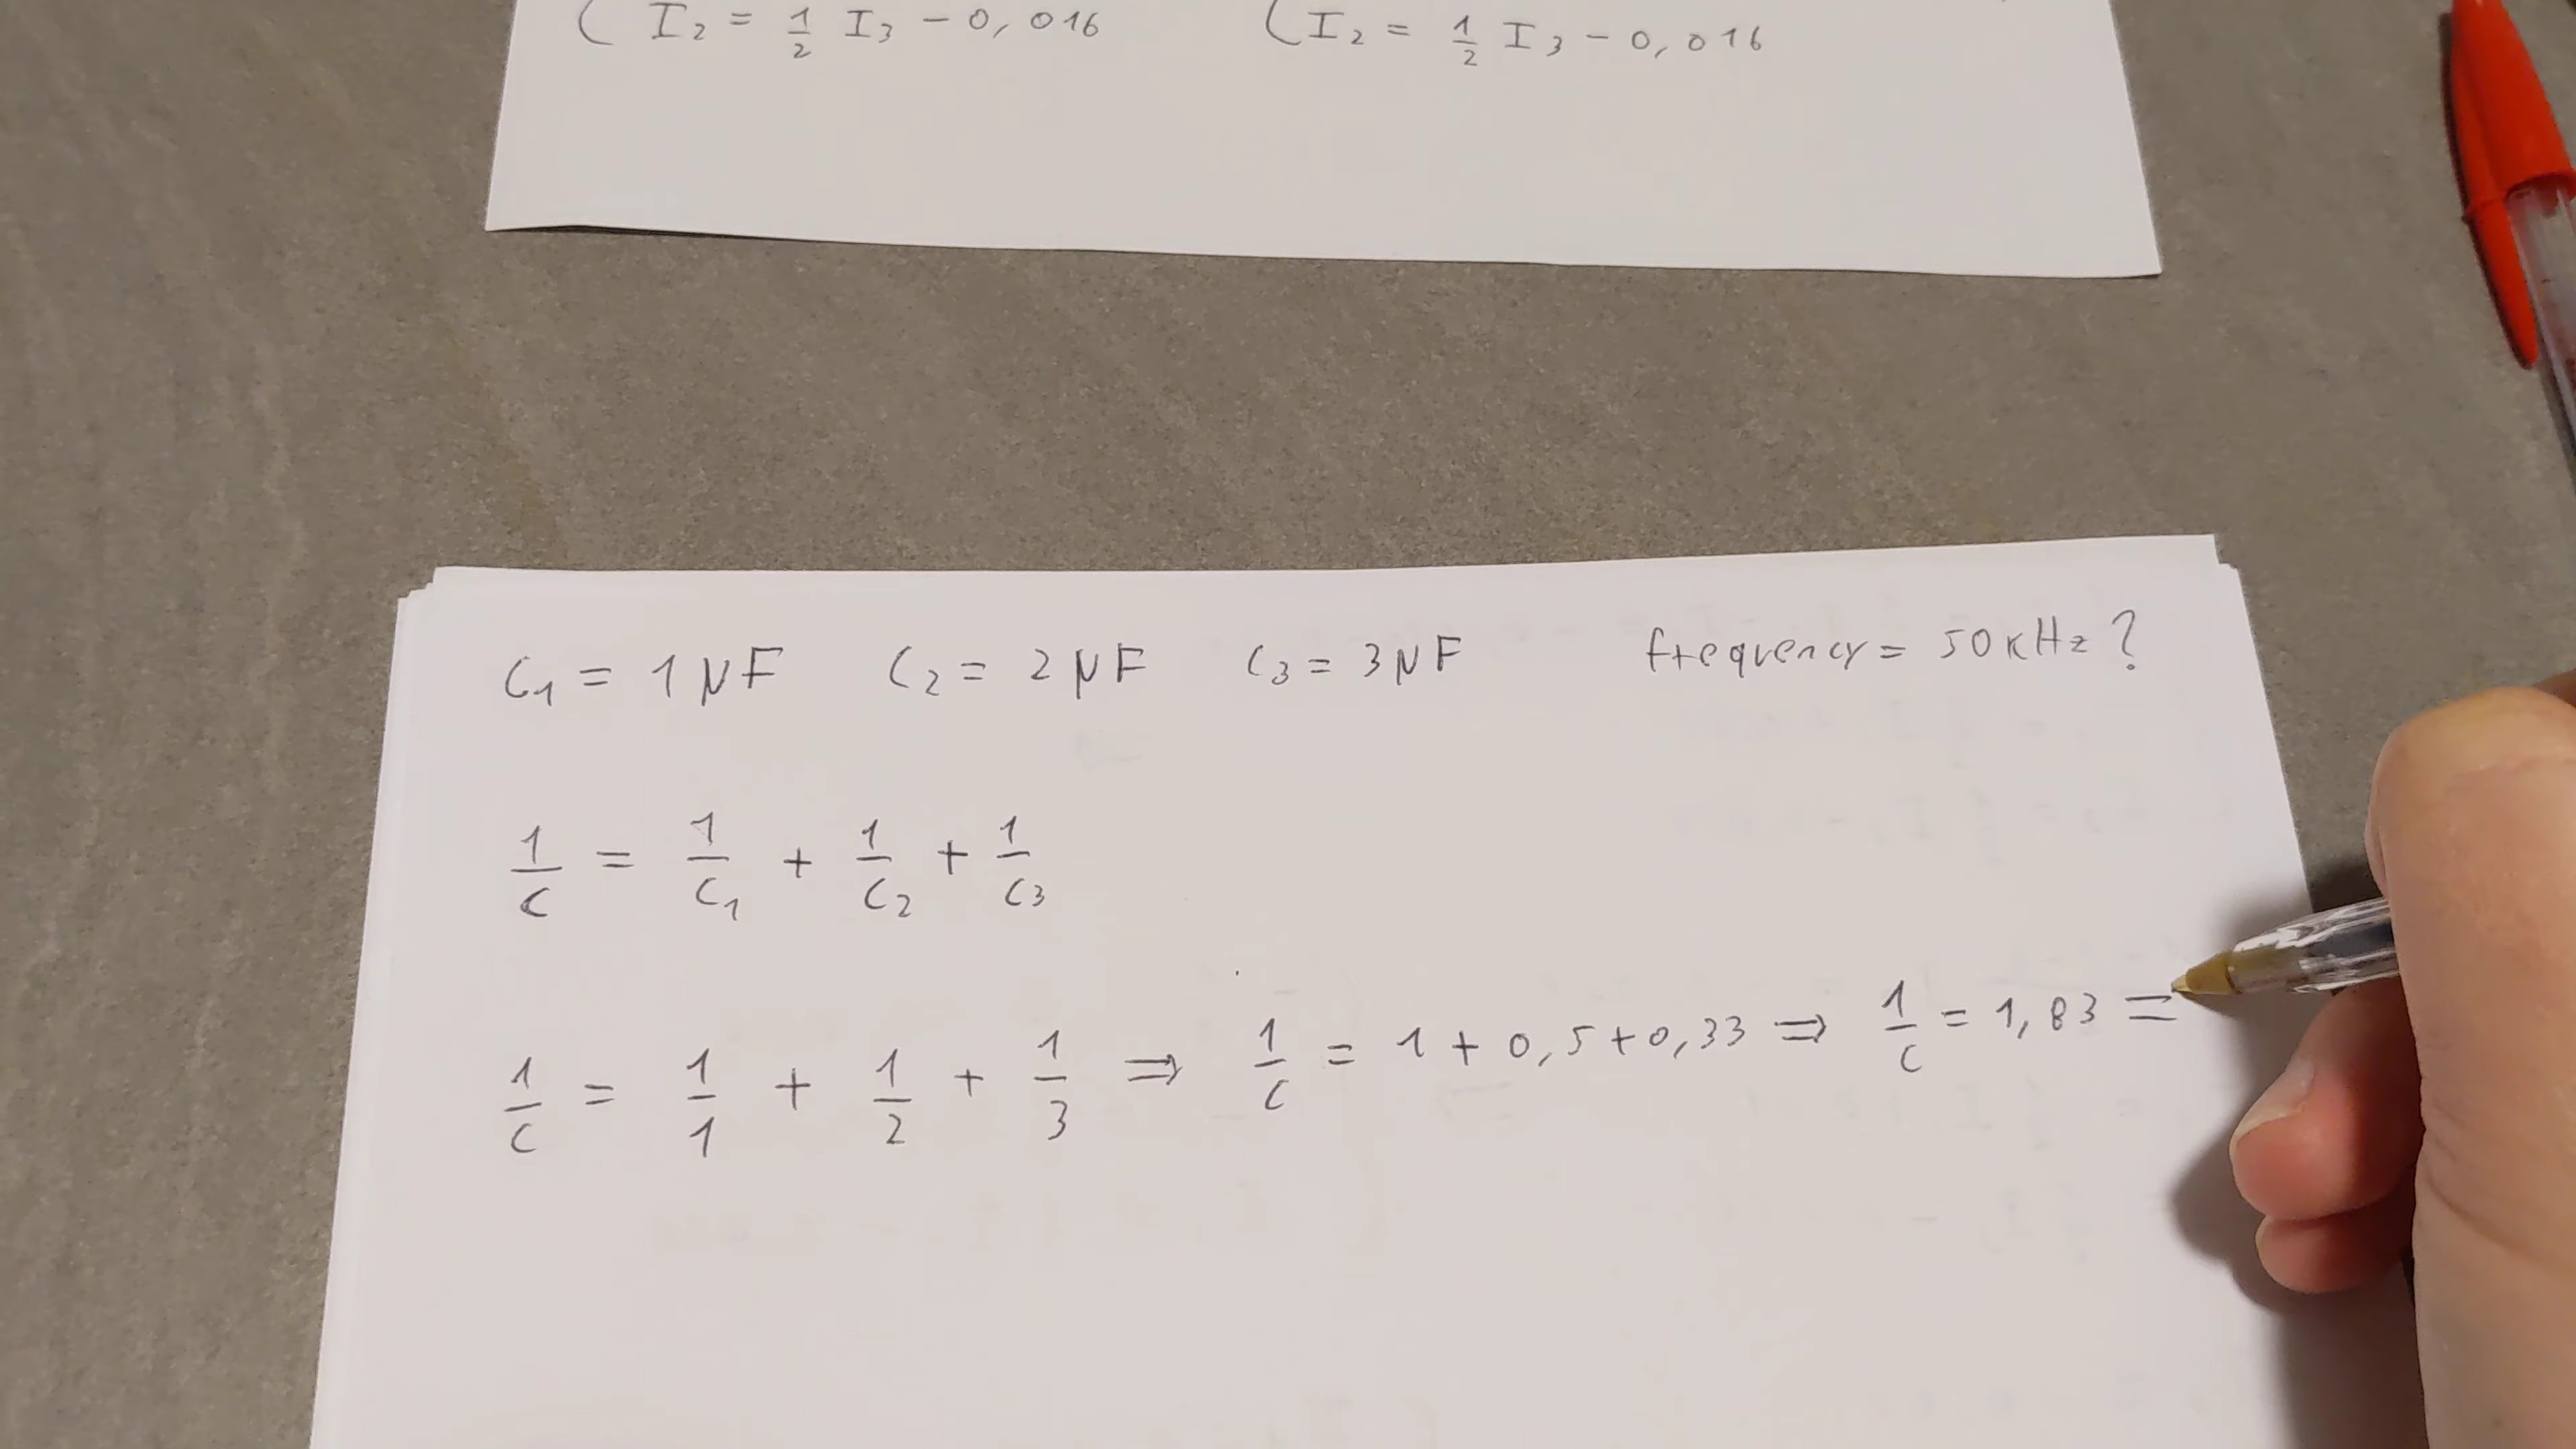 ( I₂ = 1/2 I₃ - 0,016 ( I₂ = 1/2 I₃ - 0,016
C₁ = 1 μF C₂ = 2 μF C₃ = 3 μF frequency = 50 kHz ?
1/C = 1/C₁ + 1/C₂ + 1/C₃
1/C = 1/1 + 1/2 + 1/3 ⇒ 1/C = 1 + 0,5 + 0,33 ⇒ 1/C = 1,83 =